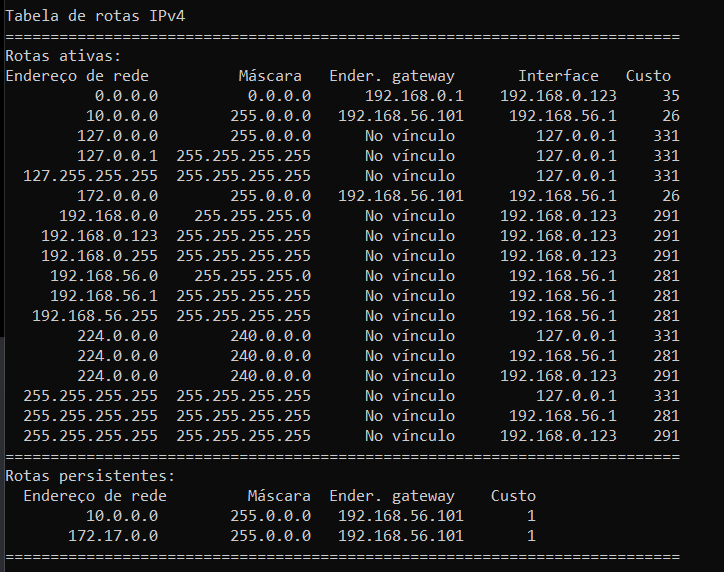 Tabela de rotas IPv4
===========================================================================
Rotas ativas:
Endereço de rede          Máscara   Ender. gateway       Interface   Custo
          0.0.0.0          0.0.0.0      192.168.0.1    192.168.0.123     35
         10.0.0.0        255.0.0.0   192.168.56.101     192.168.56.1     26
        127.0.0.0        255.0.0.0      No vínculo         127.0.0.1    331
        127.0.0.1  255.255.255.255      No vínculo         127.0.0.1    331
  127.255.255.255  255.255.255.255      No vínculo         127.0.0.1    331
        172.0.0.0        255.0.0.0   192.168.56.101     192.168.56.1     26
      192.168.0.0    255.255.255.0      No vínculo     192.168.0.123    291
    192.168.0.123  255.255.255.255      No vínculo     192.168.0.123    291
    192.168.0.255  255.255.255.255      No vínculo     192.168.0.123    291
     192.168.56.0    255.255.255.0      No vínculo      192.168.56.1    281
     192.168.56.1  255.255.255.255      No vínculo      192.168.56.1    281
   192.168.56.255  255.255.255.255      No vínculo      192.168.56.1    281
        224.0.0.0        240.0.0.0      No vínculo         127.0.0.1    331
        224.0.0.0        240.0.0.0      No vínculo      192.168.56.1    281
        224.0.0.0        240.0.0.0      No vínculo     192.168.0.123    291
  255.255.255.255  255.255.255.255      No vínculo         127.0.0.1    331
  255.255.255.255  255.255.255.255      No vínculo      192.168.56.1    281
  255.255.255.255  255.255.255.255      No vínculo     192.168.0.123    291
===========================================================================
Rotas persistentes:
  Endereço de rede         Máscara  Ender. gateway    Custo
         10.0.0.0        255.0.0.0   192.168.56.101       1
       172.17.0.0        255.0.0.0   192.168.56.101       1
===========================================================================